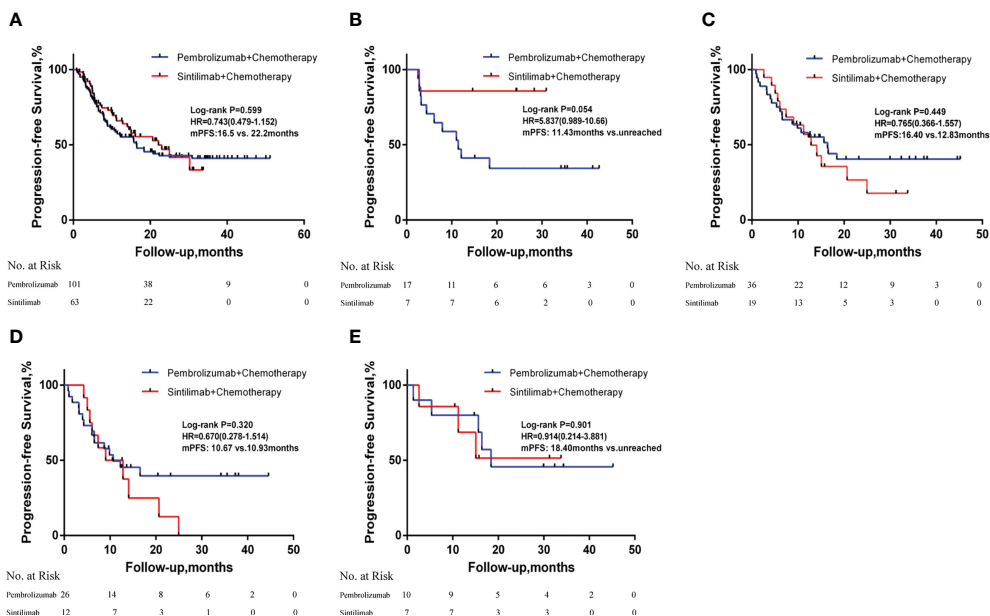 A
Pembrolizumab+Chemotherapy
Sintilimab+Chemotherapy
Log-rank P=0.599
HR=0.743(0.479-1.152)
mPFS:16.5 vs. 22.2months
Progression-free Survival,%
100
50
0
0 20 40 60
Follow-up,months
No. at Risk
Pembrolizumab 101 38 9 0
Sintilimab 63 22 0 0
B
Pembrolizumab+Chemotherapy
Sintilimab+Chemotherapy
Log-rank P=0.054
HR=5.837(0.989-10.66)
mPFS: 11.43months vs.unreached
Progression-free Survival,%
100
50
0
0 10 20 30 40 50
Follow-up,months
No. at Risk
Pembrolizumab 17 11 6 6 3 0
Sintilimab 7 7 6 2 0 0
C
Pembrolizumab+Chemotherapy
Sintilimab+Chemotherapy
Log-rank P=0.449
HR=0.765(0.366-1.557)
mPFS:16.40 vs.12.83months
Progression-free Survival,%
100
50
0
0 10 20 30 40 50
Follow-up,months
No. at Risk
Pembrolizumab 36 22 12 9 3 0
Sintilimab 19 13 5 3 0 0
D
Pembrolizumab+Chemotherapy
Sintilimab+Chemotherapy
Log-rank P=0.320
HR=0.670(0.278-1.514)
mPFS: 10.67 vs.10.93months
Progression-free Survival,%
100
50
0
0 10 20 30 40 50
Follow-up,months
No. at Risk
Pembrolizumab 26 14 8 6 2 0
Sintilimab 12 7 3 1 0 0
E
Pembrolizumab+Chemotherapy
Sintilimab+Chemotherapy
Log-rank P=0.901
HR=0.914(0.214-3.881)
mPFS: 18.40months vs.unreached
Progression-free Survival,%
100
50
0
0 10 20 30 40 50
Follow-up,months
No. at Risk
Pembrolizumab 10 9 5 4 2 0
Sintilimab 7 7 3 3 0 0